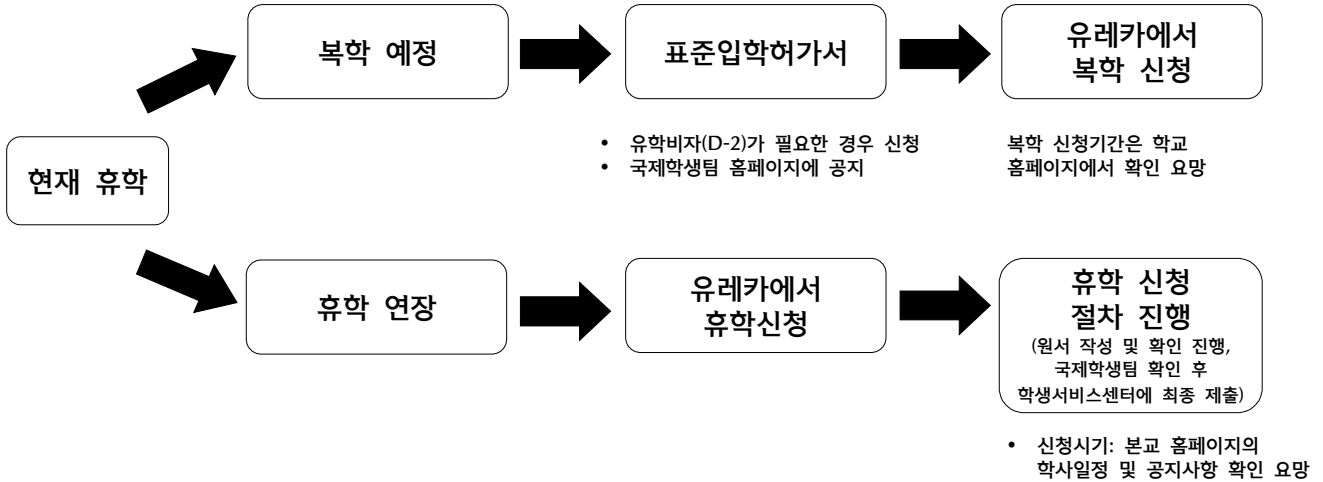 현재 휴학
복학 예정
표준입학허가서
유레카에서
복학 신청
• 유학비자(D-2)가 필요한 경우 신청
• 국제학생팀 홈페이지에 공지
복학 신청기간은 학교
홈페이지에서 확인 요망
휴학 연장
유레카에서
휴학신청
휴학 신청
절차 진행
(원서 작성 및 확인 진행,
국제학생팀 확인 후
학생서비스센터에 최종 제출)
• 신청시기: 본교 홈페이지의
학사일정 및 공지사항 확인 요망